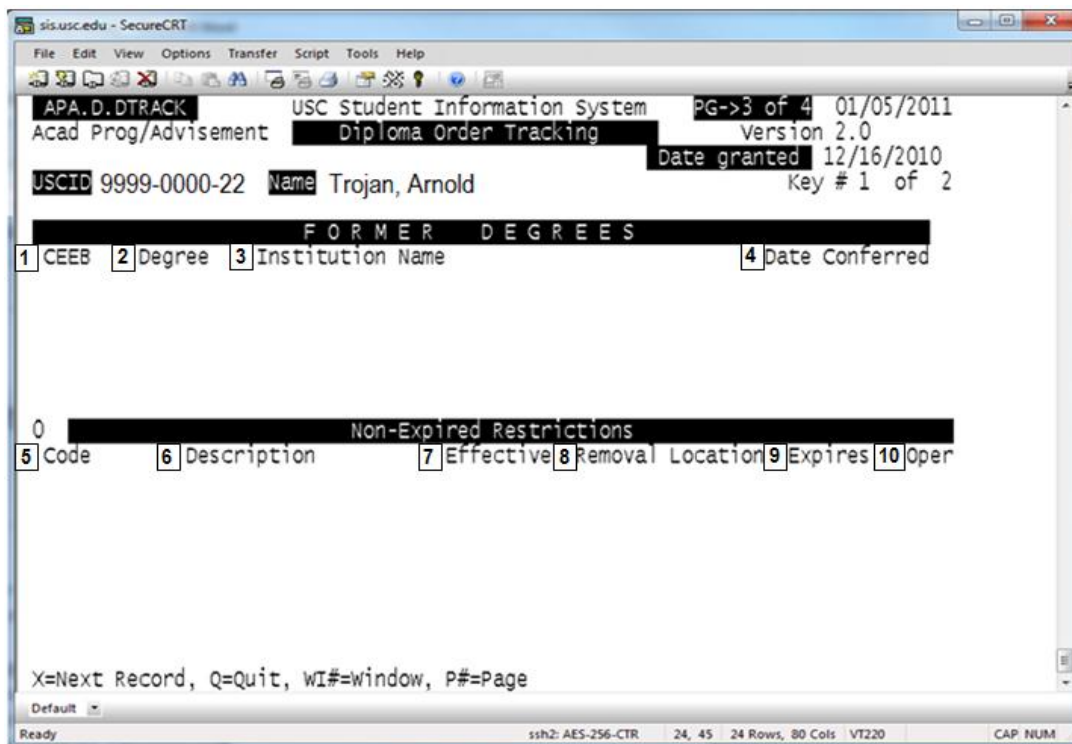 sis.usc.edu - SecureCRT
File Edit View Options Transfer Script Tools Help
APA.D.DTRACK USC Student Information System PG->3 of 4 01/05/2011
Acad Prog/Advisement Diploma Order Tracking Version 2.0
Date granted 12/16/2010
USCID 9999-0000-22 Name Trojan, Arnold Key # 1 of 2
F O R M E R D E G R E E S
1 CEEB 2 Degree 3 Institution Name 4 Date Conferred
0 Non-Expired Restrictions
5 Code 6 Description 7 Effective 8 Removal Location 9 Expires 10 Oper
X=Next Record, Q=Quit, WI#=Window, P#=Page
Default
Ready ssh2: AES-256-CTR 24, 45 24 Rows, 80 Cols VT220 CAP NUM